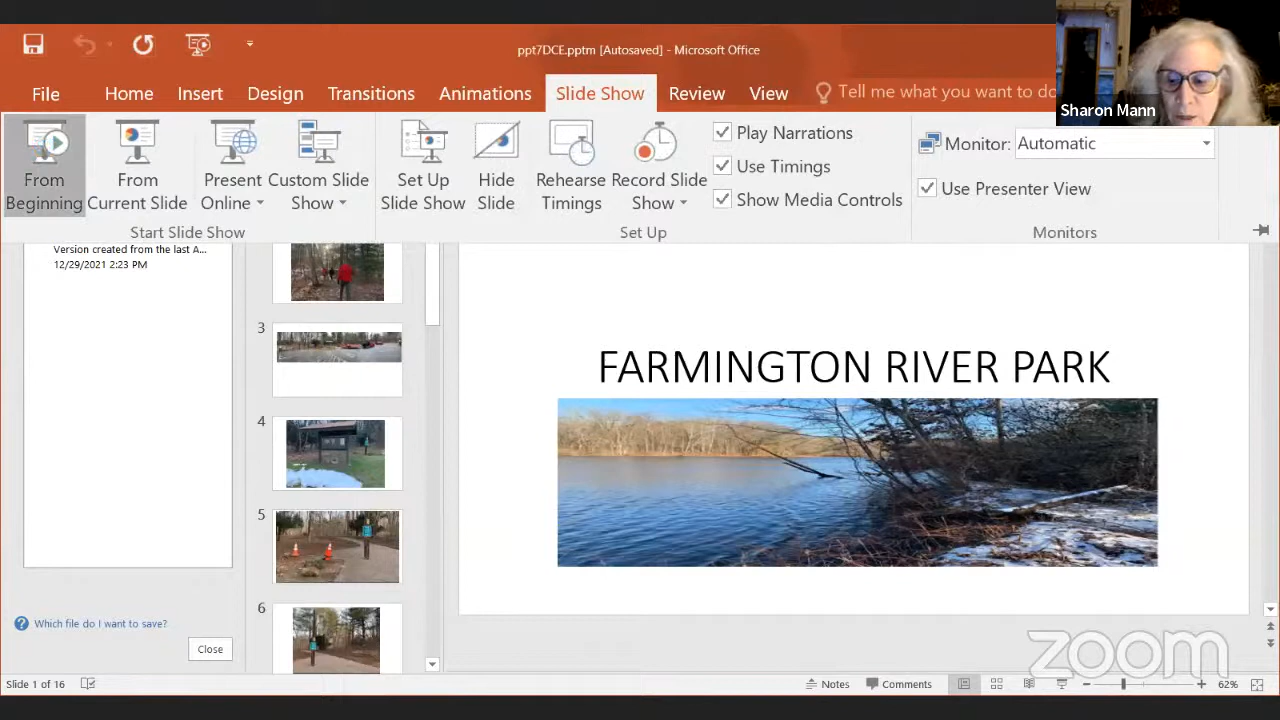 ppt7DCE.pptm [Autosaved] - Microsoft Office
File Home Insert Design Transitions Animations Slide Show Review View Tell me what you want to do
Sharon Mann
From Beginning
From Current Slide
Present Online
Custom Slide Show
Set Up Slide Show
Hide Slide
Rehearse Timings
Record Slide Show
Play Narrations
Use Timings
Show Media Controls
Monitor: Automatic
Use Presenter View
Start Slide Show
Set Up
Monitors
Version created from the last A...
12/29/2021 2:23 PM
3
4
5
6
FARMINGTON RIVER PARK
Which file do I want to save?
Close
zoom
Slide 1 of 16
Notes
Comments
62%